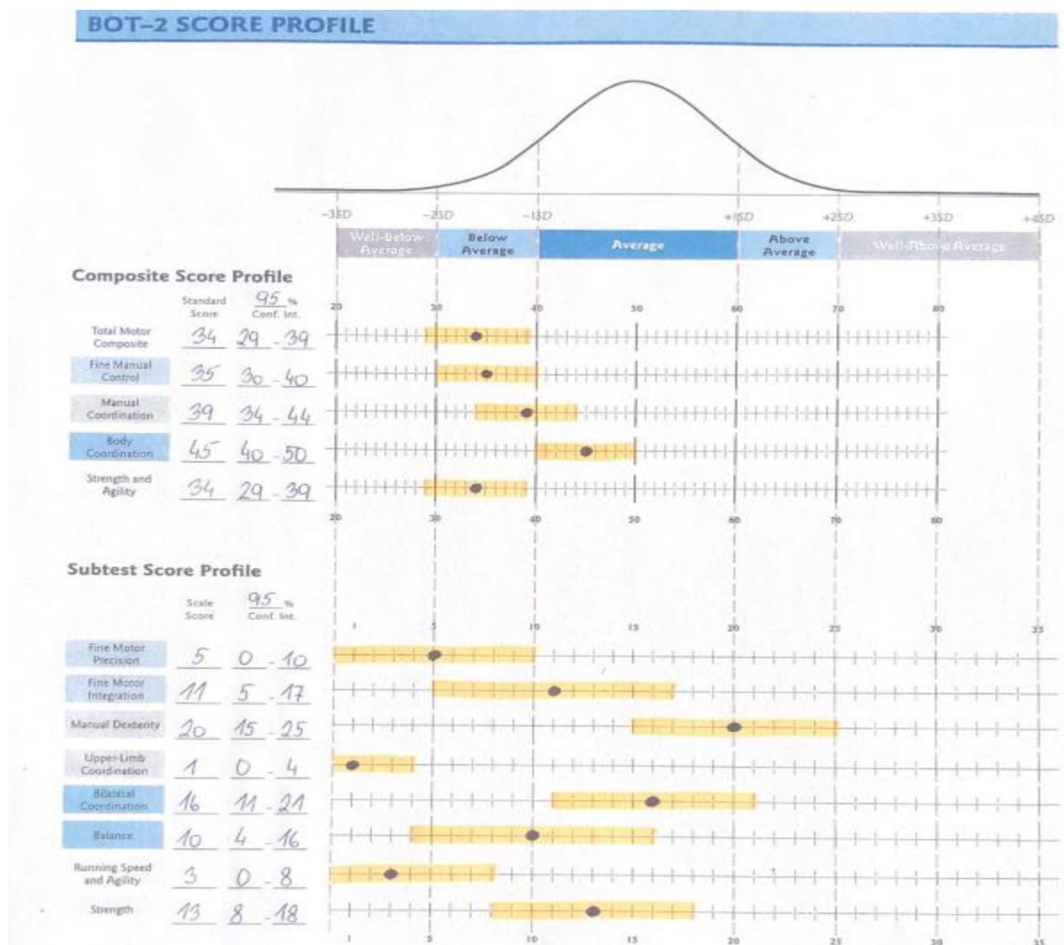 BOT–2 SCORE PROFILE
-3SD -2SD -1SD +1SD +2SD +3SD +4SD
Well-Below Average Below Average Average Above Average Well-Above Average
Composite Score Profile
Standard Score 95 % Conf. Int. 20 30 40 50 60 70 80
Total Motor Composite 34 29 - 39
Fine Manual Control 35 30 - 40
Manual Coordination 39 34 - 44
Body Coordination 45 40 - 50
Strength and Agility 34 29 - 39
20 30 40 50 60 70 80
Subtest Score Profile
Scale Score 95 % Conf. Int. 1 5 10 15 20 25 30 35
Fine Motor Precision 5 0 - 10
Fine Motor Integration 11 5 - 17
Manual Dexterity 20 15 - 25
Upper-Limb Coordination 1 0 - 4
Bilateral Coordination 16 11 - 21
Balance 10 4 - 16
Running Speed and Agility 3 0 - 8
Strength 13 8 - 18
1 5 10 15 20 25 30 35